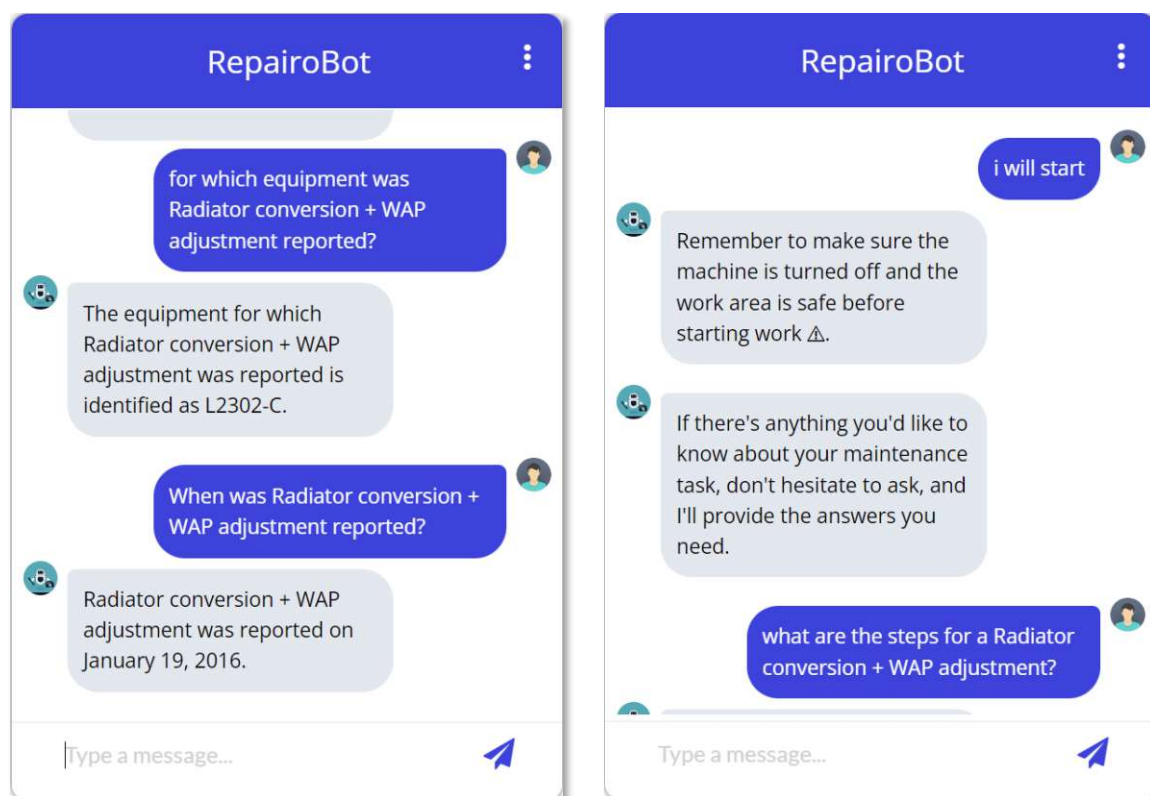 RepairoBot
for which equipment was
Radiator conversion + WAP
adjustment reported?
The equipment for which
Radiator conversion + WAP
adjustment was reported is
identified as L2302-C.
When was Radiator conversion +
WAP adjustment reported?
Radiator conversion + WAP
adjustment was reported on
January 19, 2016.
Type a message...
RepairoBot
i will start
Remember to make sure the
machine is turned off and the
work area is safe before
starting work ⚠.
If there's anything you'd like to
know about your maintenance
task, don't hesitate to ask, and
I'll provide the answers you
need.
what are the steps for a Radiator
conversion + WAP adjustment?
Type a message...